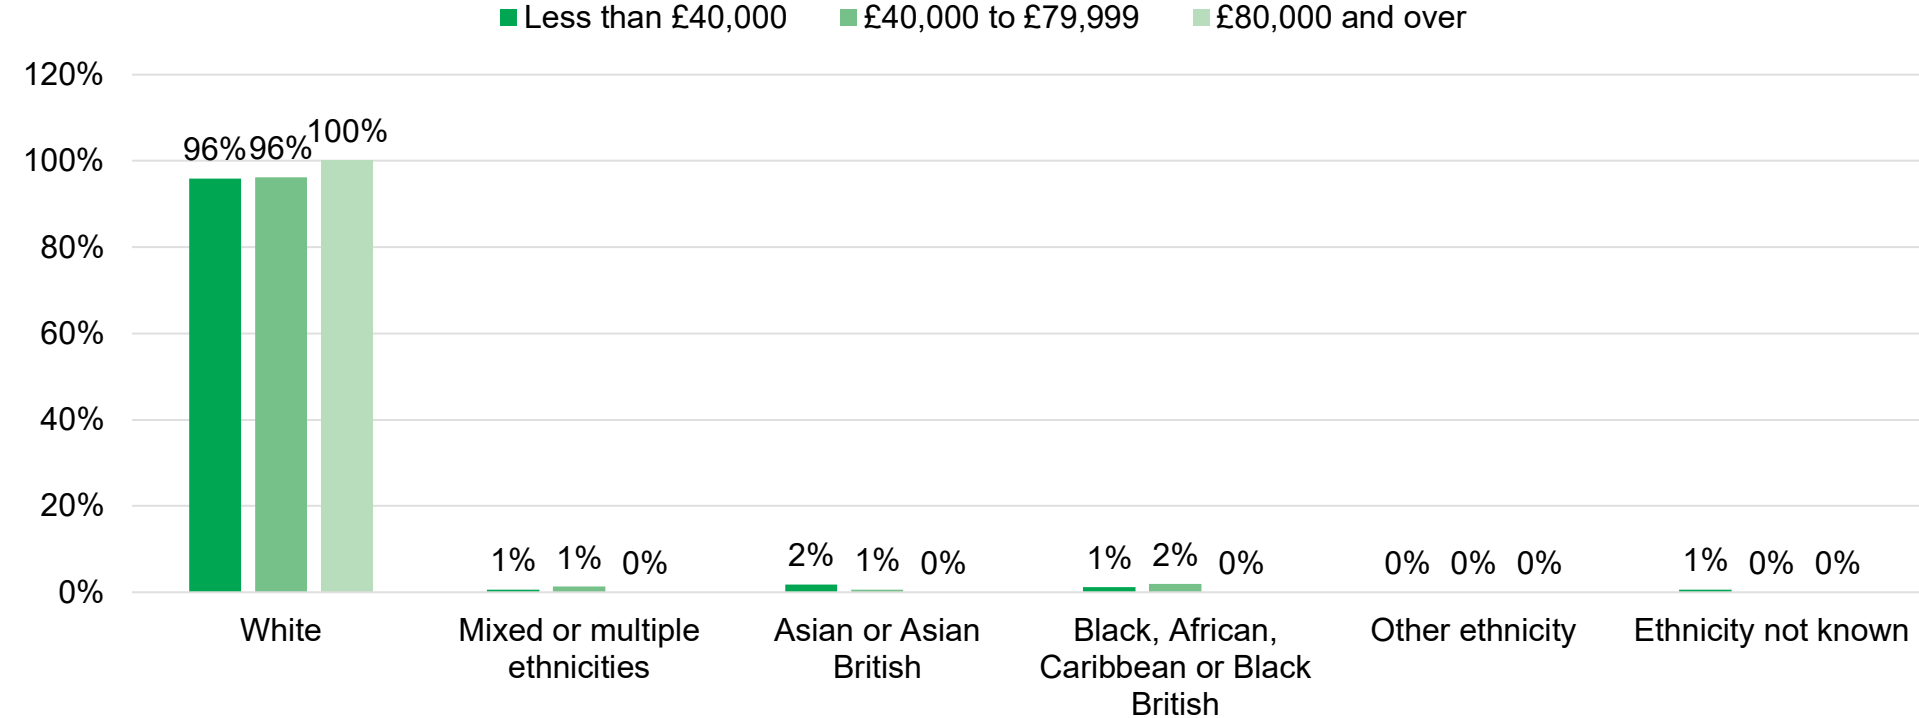 Less than £40,000 £40,000 to £79,999 £80,000 and over
120%
100%
80%
60%
40%
20%
0%
96% 96% 100%
1% 1% 0%
2% 1% 0%
1% 2% 0%
0% 0% 0%
1% 0% 0%
White
Mixed or multiple
ethnicities
Asian or Asian
British
Black, African,
Caribbean or Black
British
Other ethnicity
Ethnicity not known